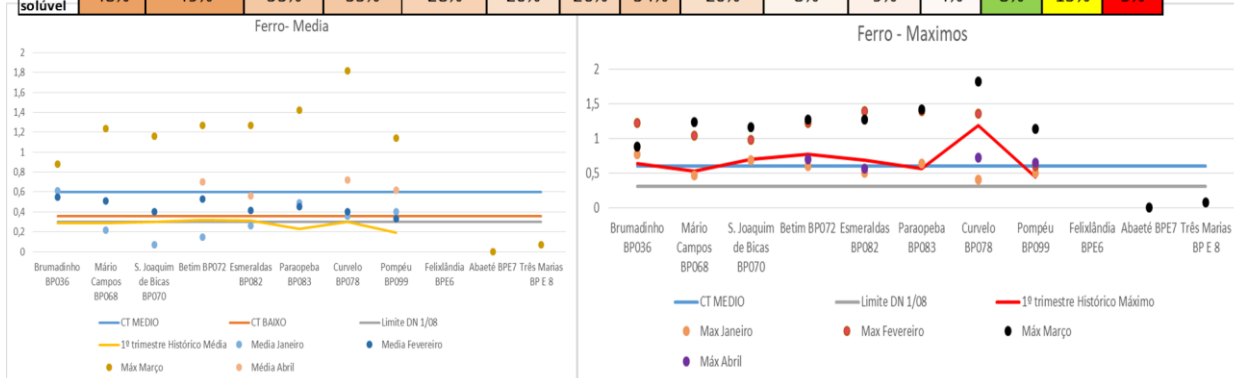 solúvel
Ferro- Media
2
1,8
1,6
1,4
1,2
1
0,8
0,6
0,4
0,2
0
Brumadinho BP036
Mário Campos BP068
S. Joaquim de Bicas BP070
Betim BP072
Esmeraldas BP082
Paraopeba BP083
Curvelo BP078
Pompéu BP099
Felixlândia BPE6
Abaeté BPE7
Três Marias BP E 8
CT MEDIO
CT BAIXO
Limite DN 1/08
1º trimestre Histórico Média
Media Janeiro
Media Fevereiro
Máx Março
Média Abril
Ferro - Maximos
2
1,5
1
0,5
0
Brumadinho BP036
Mário Campos BP068
S. Joaquim de Bicas BP070
Betim BP072
Esmeraldas BP082
Paraopeba BP083
Curvelo BP078
Pompéu BP099
Felixlândia BPE6
Abaeté BPE7
Três Marias BP E 8
CT MEDIO
Limite DN 1/08
1º trimestre Histórico Máximo
Max Janeiro
Max Fevereiro
Máx Março
Máx Abril